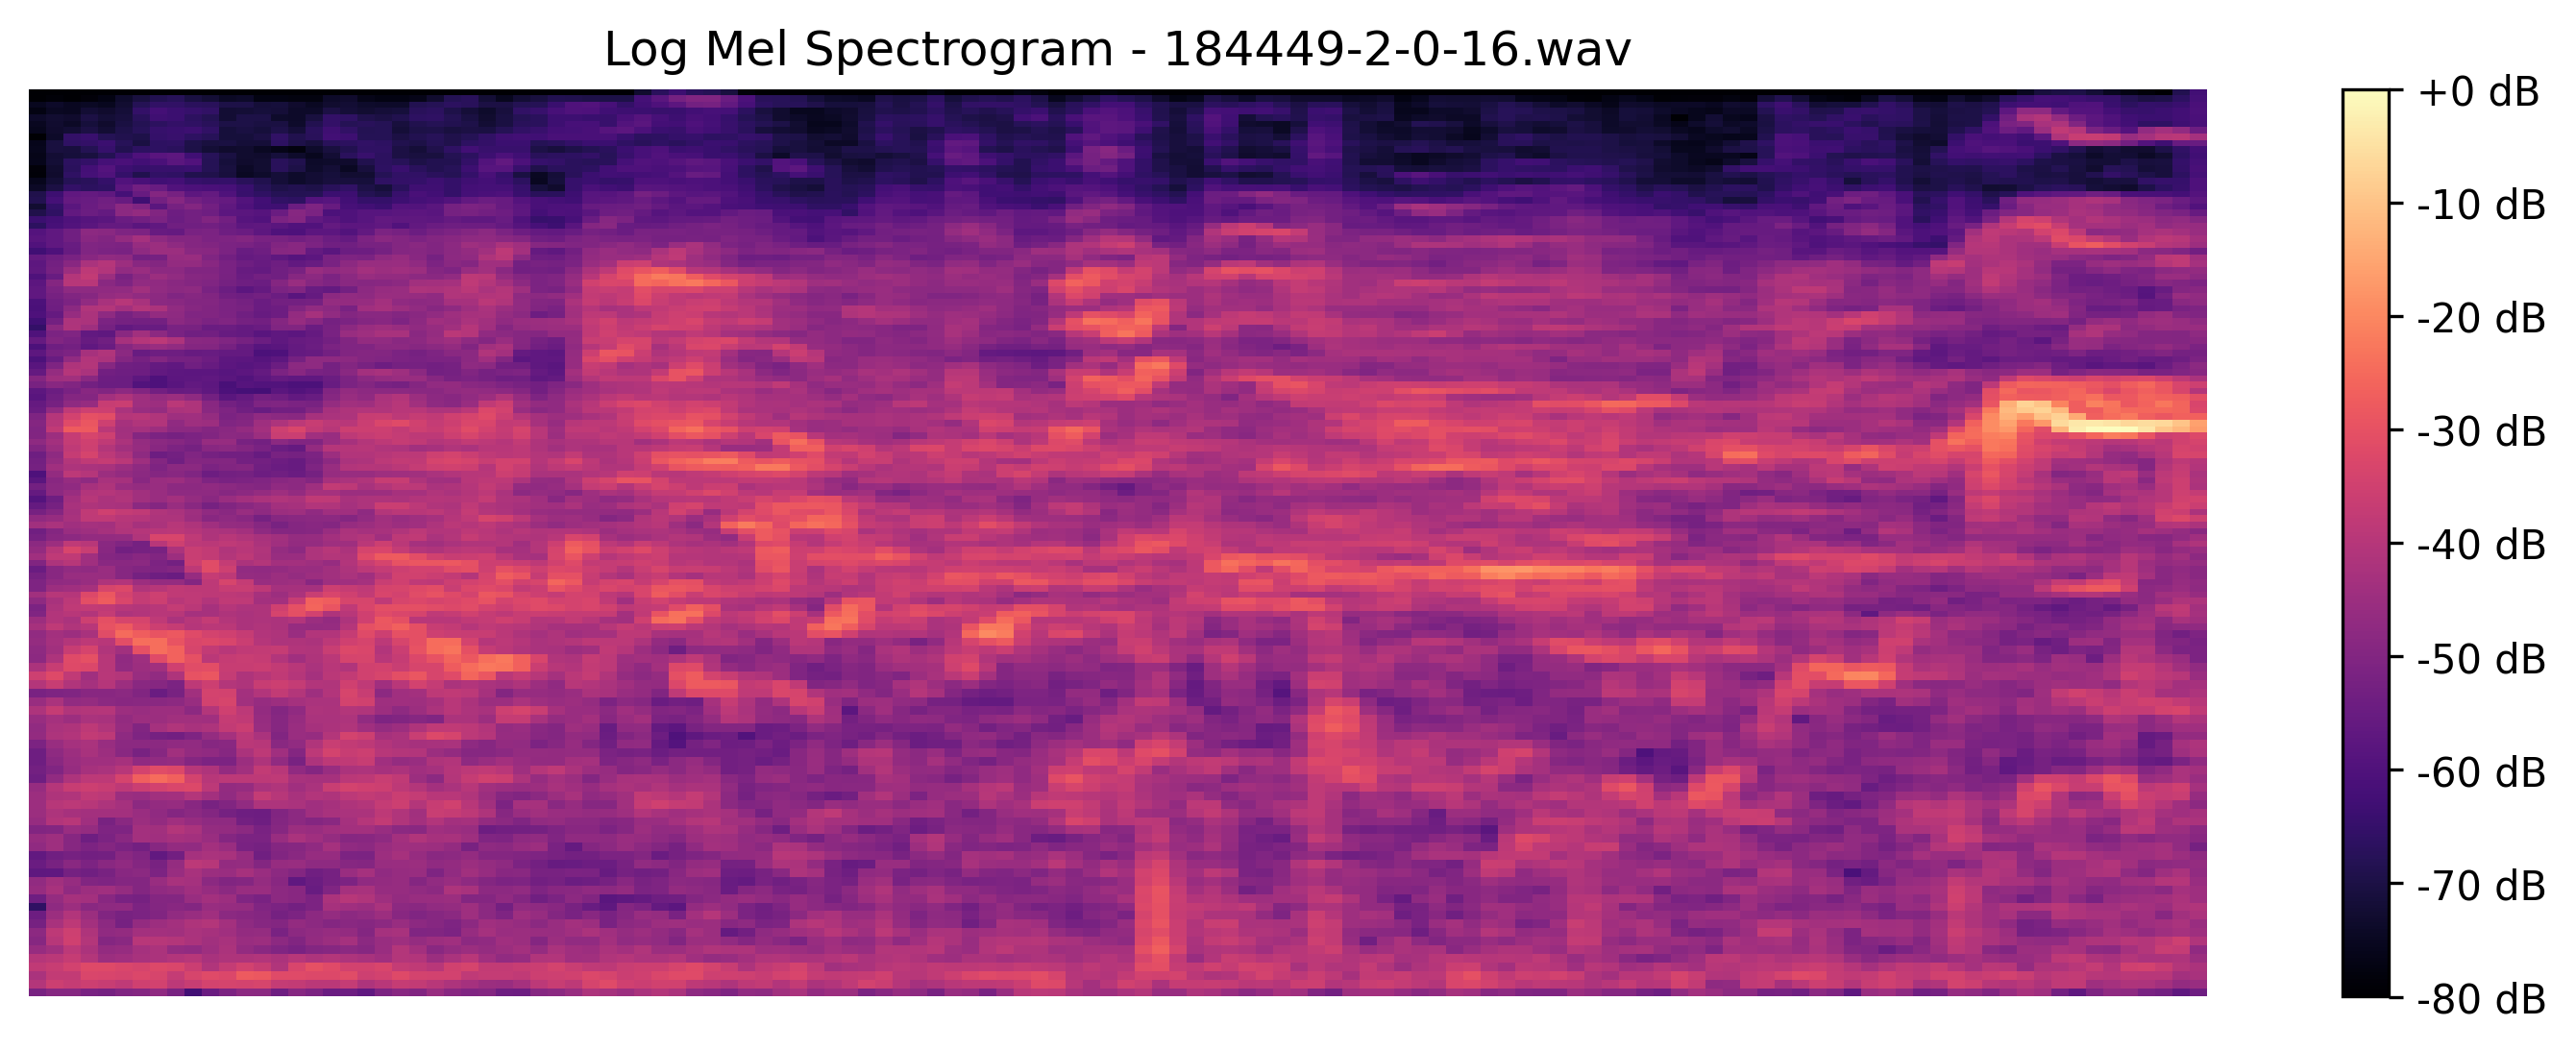 Log Mel Spectrogram - 184449-2-0-16.wav
+0 dB
-10 dB
-20 dB
-30 dB
-40 dB
-50 dB
-60 dB
-70 dB
-80 dB